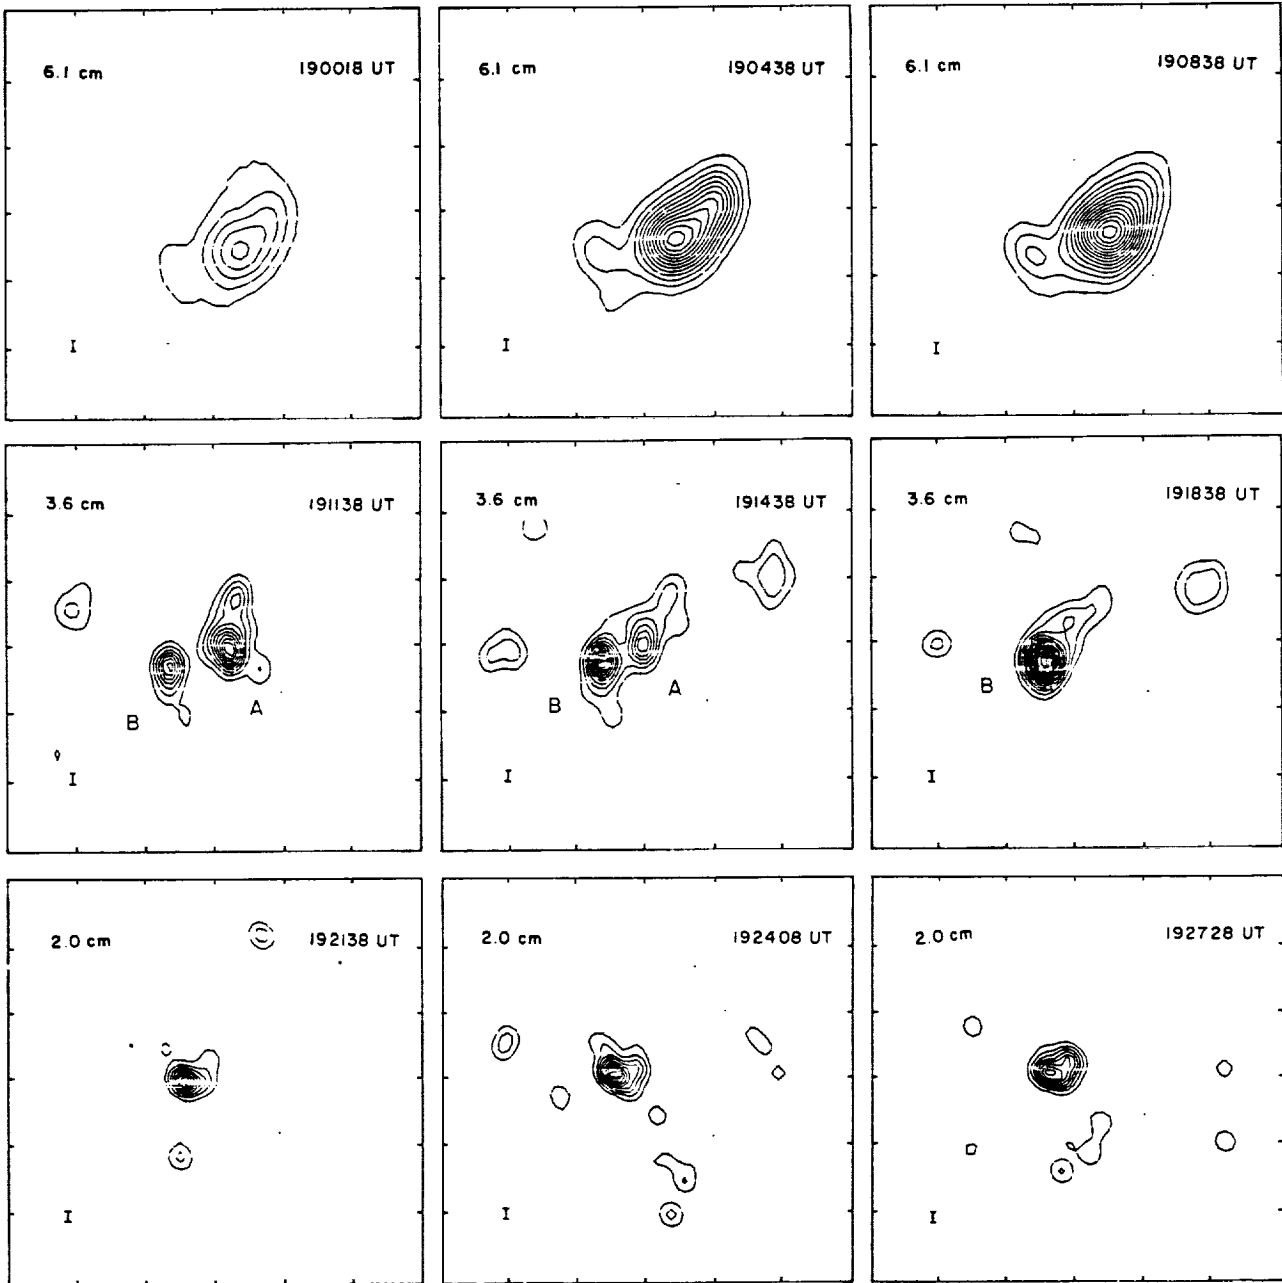 6.1 cm 190018 UT
6.1 cm 190438 UT
6.1 cm 190838 UT
I
I
I
3.6 cm 191138 UT
3.6 cm 191438 UT
3.6 cm 191838 UT
B A
B A
B
I
I
I
2.0 cm 192138 UT
2.0 cm 192408 UT
2.0 cm 192728 UT
I
I
I